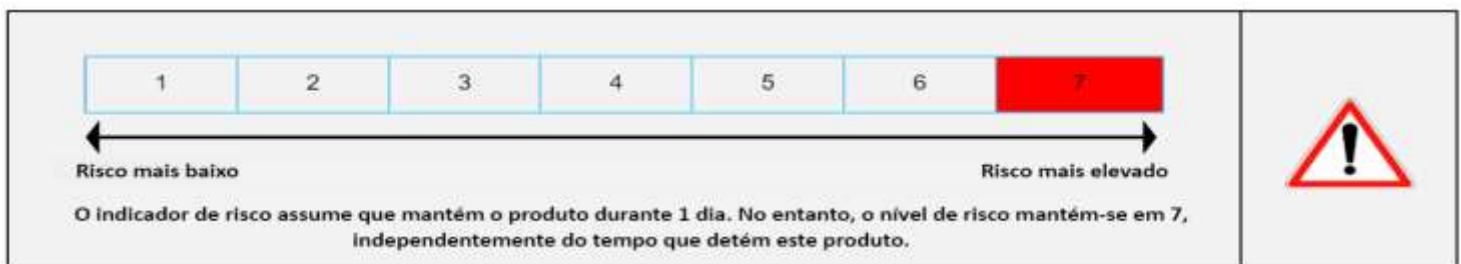 1 2 3 4 5 6 7
Risco mais baixo Risco mais elevado
O indicador de risco assume que mantém o produto durante 1 dia. No entanto, o nível de risco mantém-se em 7,
independentemente do tempo que detém este produto.